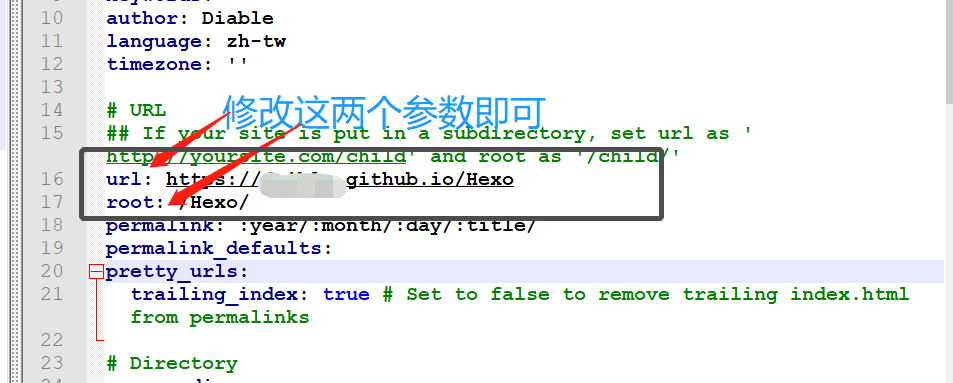 keywords:
10 author: Diable
11 language: zh-tw
12 timezone: ''
13
14 # URL
修改这两个参数即可
15 ## If your site is put in a subdirectory, set url as '
http://yoursite.com/child' and root as '/child/'
16 url: https:// github.io/Hexo
17 root: /Hexo/
18 permalink: :year/:month/:day/:title/
19 permalink_defaults:
20 pretty_urls:
21 trailing_index: true # Set to false to remove trailing index.html
from permalinks
22
23 # Directory